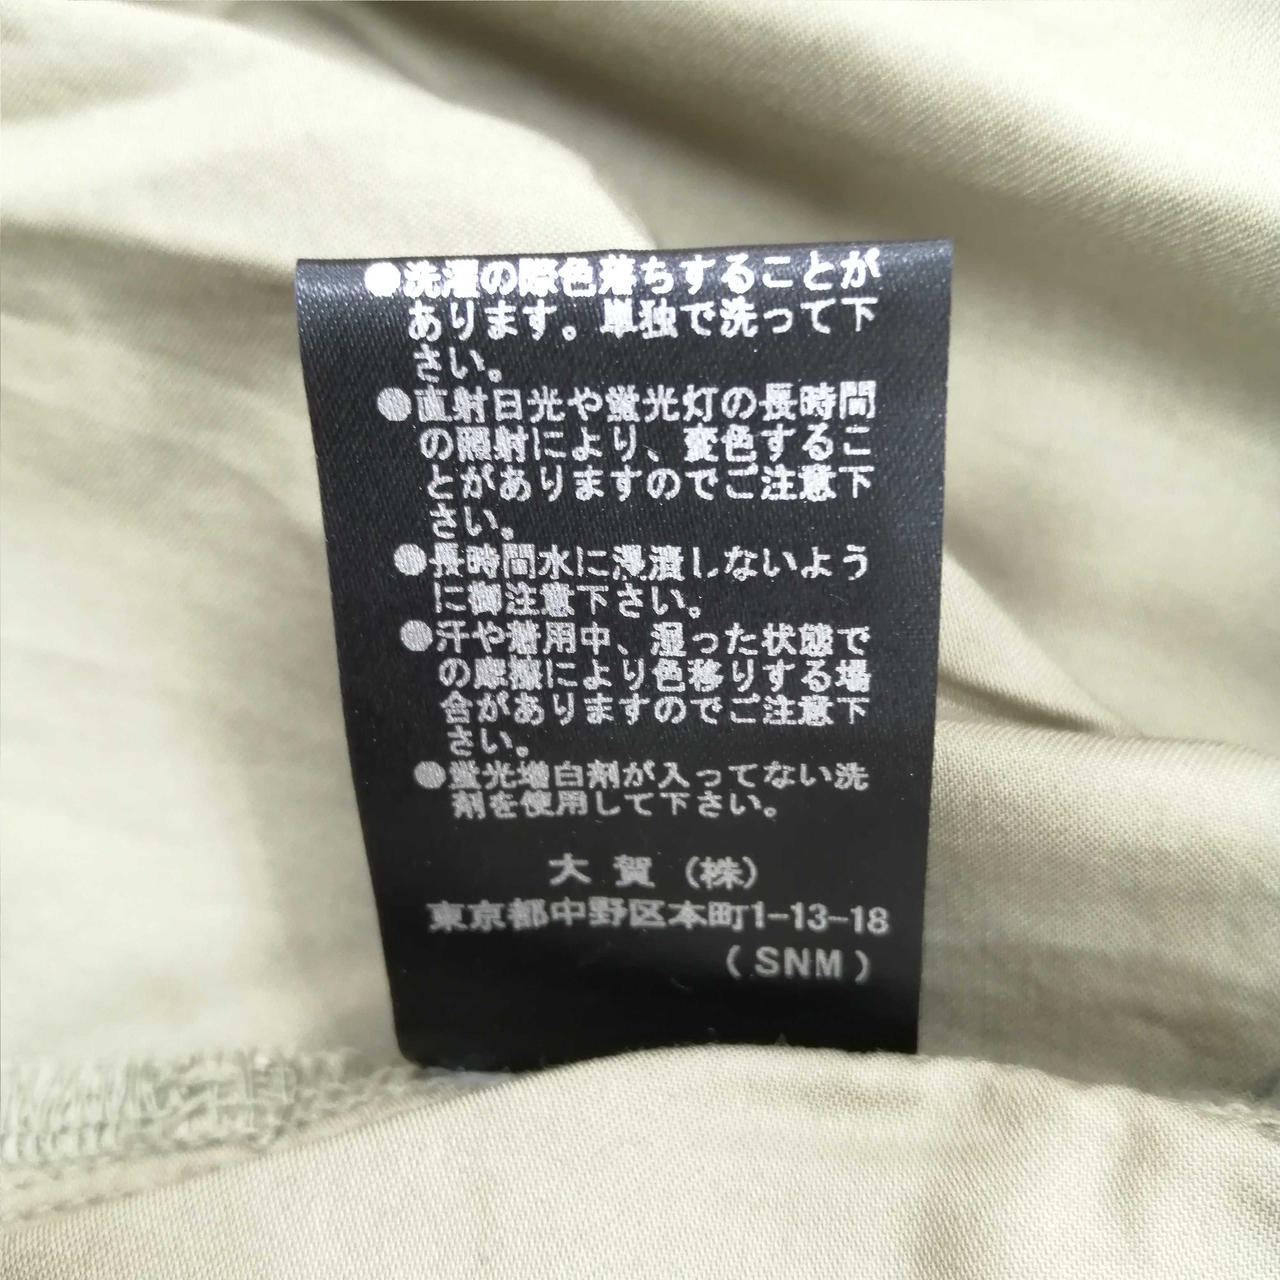 ●洗濯の際色落ちすることが
あります。単独で洗って下
さい。
●直射日光や蛍光灯の長時間
の照射により、変色するこ
とがありますのでご注意下
さい。
●長時間水に浸漬しないよう
に御注意下さい。
●汗や着用中、湿った状態で
の摩擦により色移りする場
合がありますのでご注意下
さい。
●蛍光増白剤が入ってない洗
剤を使用して下さい。
大賀(株)
東京都中野区本町1-13-18
(SNM)